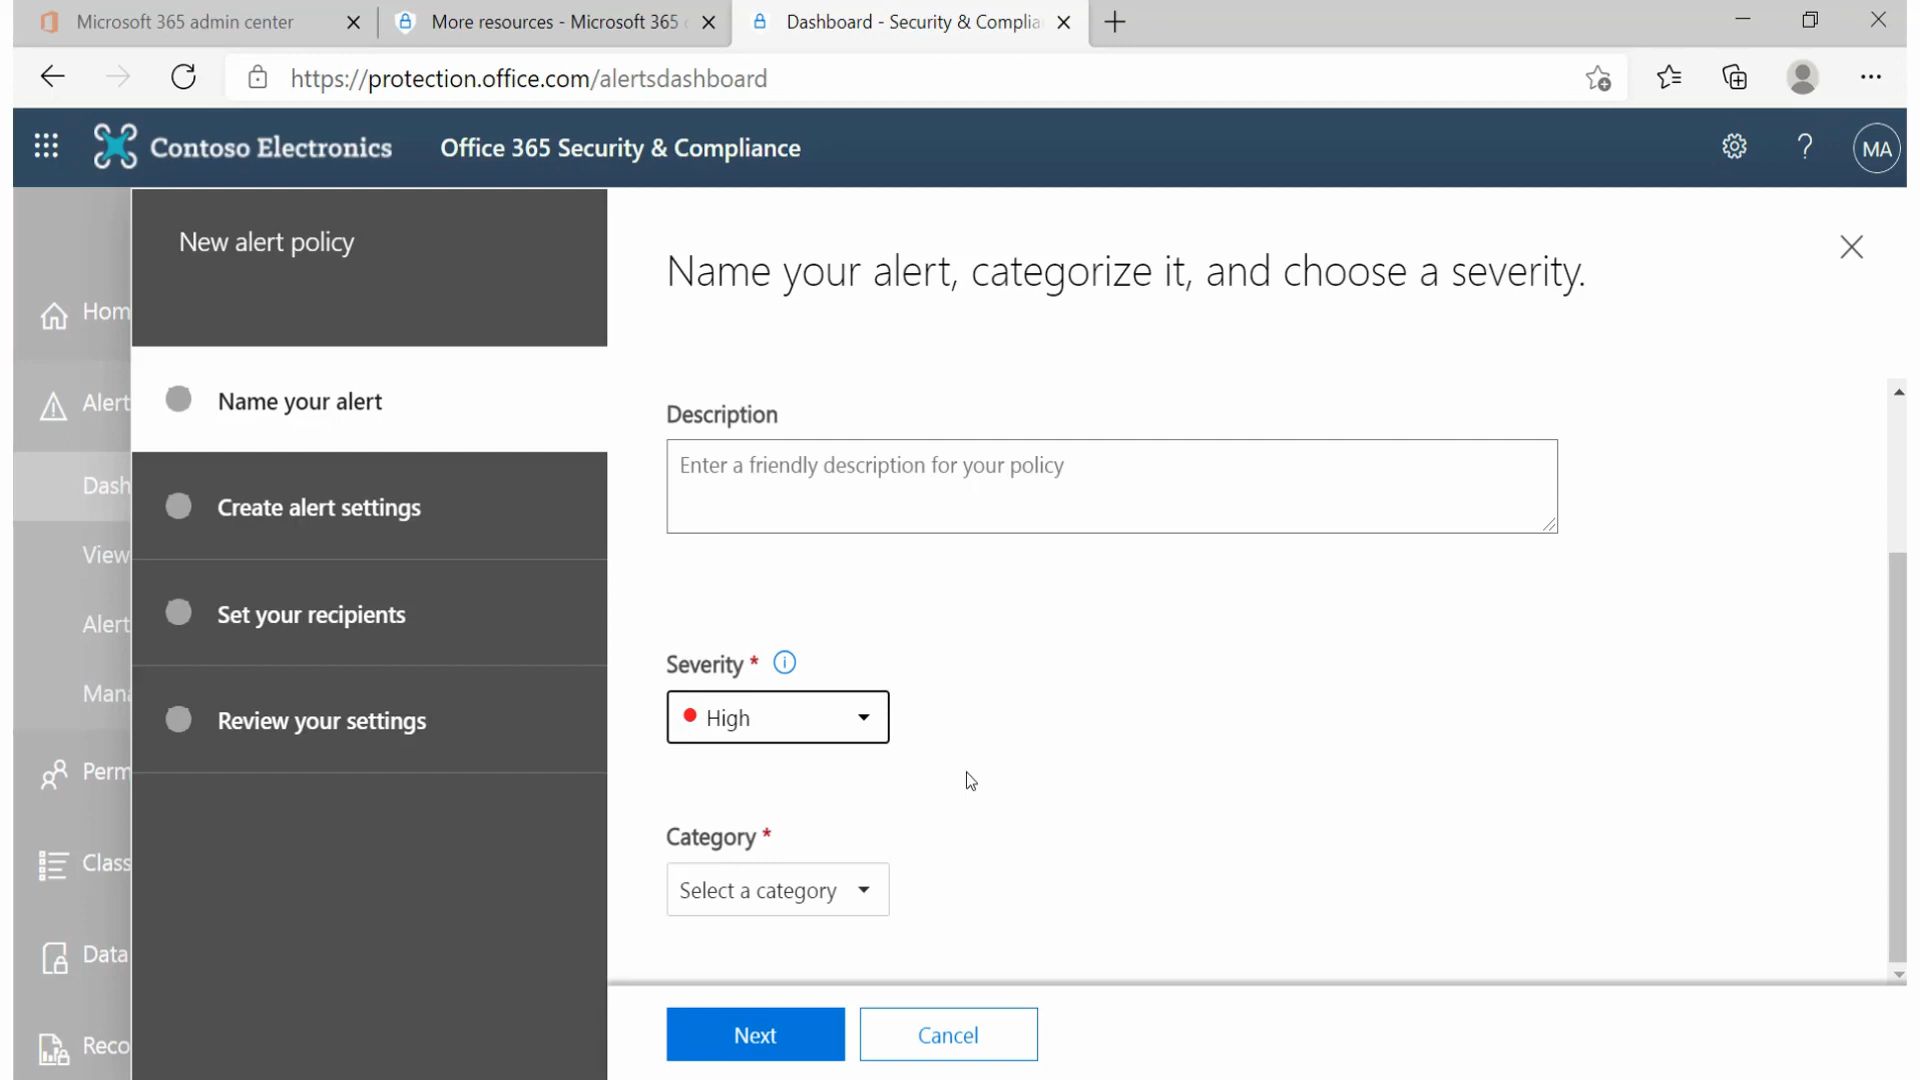 Microsoft 365 admin center
More resources - Microsoft 365
Dashboard - Security & Complia
https://protection.office.com/alertsdashboard
Contoso Electronics
Office 365 Security & Compliance
MA
New alert policy
Name your alert, categorize it, and choose a severity.
Hom
Alert
Name your alert
Description
Enter a friendly description for your policy
Dash
Create alert settings
View
Alert
Set your recipients
Severity *
Mana
Review your settings
High
Perm
Category *
Class
Select a category
Data
Reco
Next
Cancel